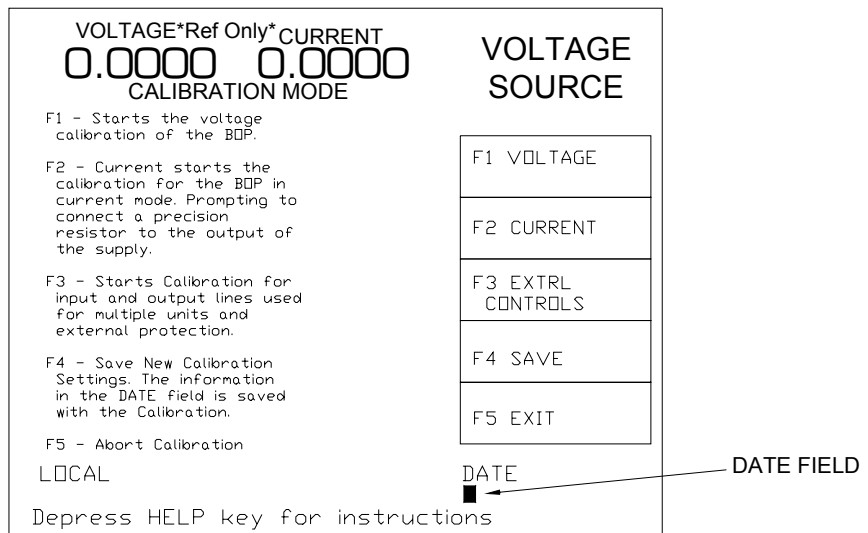 VOLTAGE*Ref Only* CURRENT
0.0000 0.0000
CALIBRATION MODE
VOLTAGE
SOURCE
F1 - Starts the voltage
calibration of the BOP.
F2 - Current starts the
calibration for the BOP in
current mode. Prompting to
connect a precision
resistor to the output of
the supply.
F3 - Starts Calibration for
input and output lines used
for multiple units and
external protection.
F4 - Save New Calibration
Settings. The information
in the DATE field is saved
with the Calibration.
F5 - Abort Calibration
F1 VOLTAGE
F2 CURRENT
F3 EXTRL
CONTROLS
F4 SAVE
F5 EXIT
LOCAL
DATE
DATE FIELD
Depress HELP key for instructions